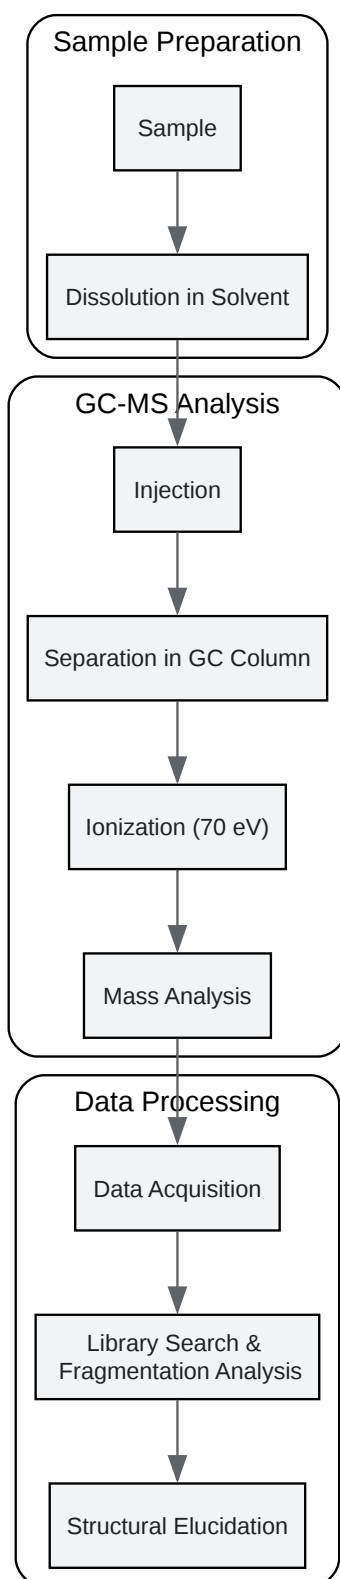 Sample Preparation
Sample
Dissolution in Solvent
GC-MS Analysis
Injection
Separation in GC Column
Ionization (70 eV)
Mass Analysis
Data Processing
Data Acquisition
Library Search &
Fragmentation Analysis
Structural Elucidation